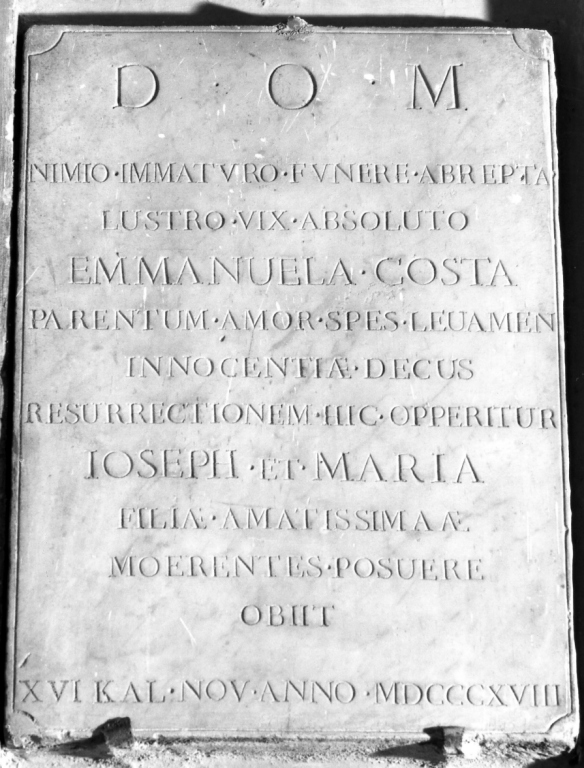 D O M
NIMIO·IMMATVRO·FVNERE·ABREPTA
LUSTRO·VIX·ABSOLUTO
EMMANUELA·COSTA
PARENTUM·AMOR·SPES·LEUAMEN
INNOCENTIÆ·DECUS
RESURRECTIONEM·HIC·OPPERITUR
IOSEPH·ET·MARIA
FILIÆ·AMATISSIMAÆ
MOERENTES·POSUERE
OBIIT
XVI KAL·NOV·ANNO·MDCCCXVIII